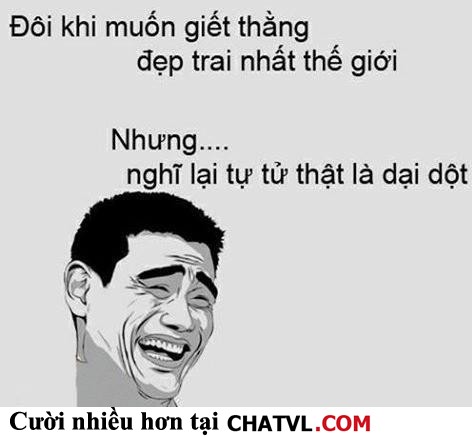 Đôi khi muốn giết thằng
đẹp trai nhất thế giới
Nhưng....
nghĩ lại tự tử thật là dại dột
Cười nhiều hơn tại CHATVL.COM